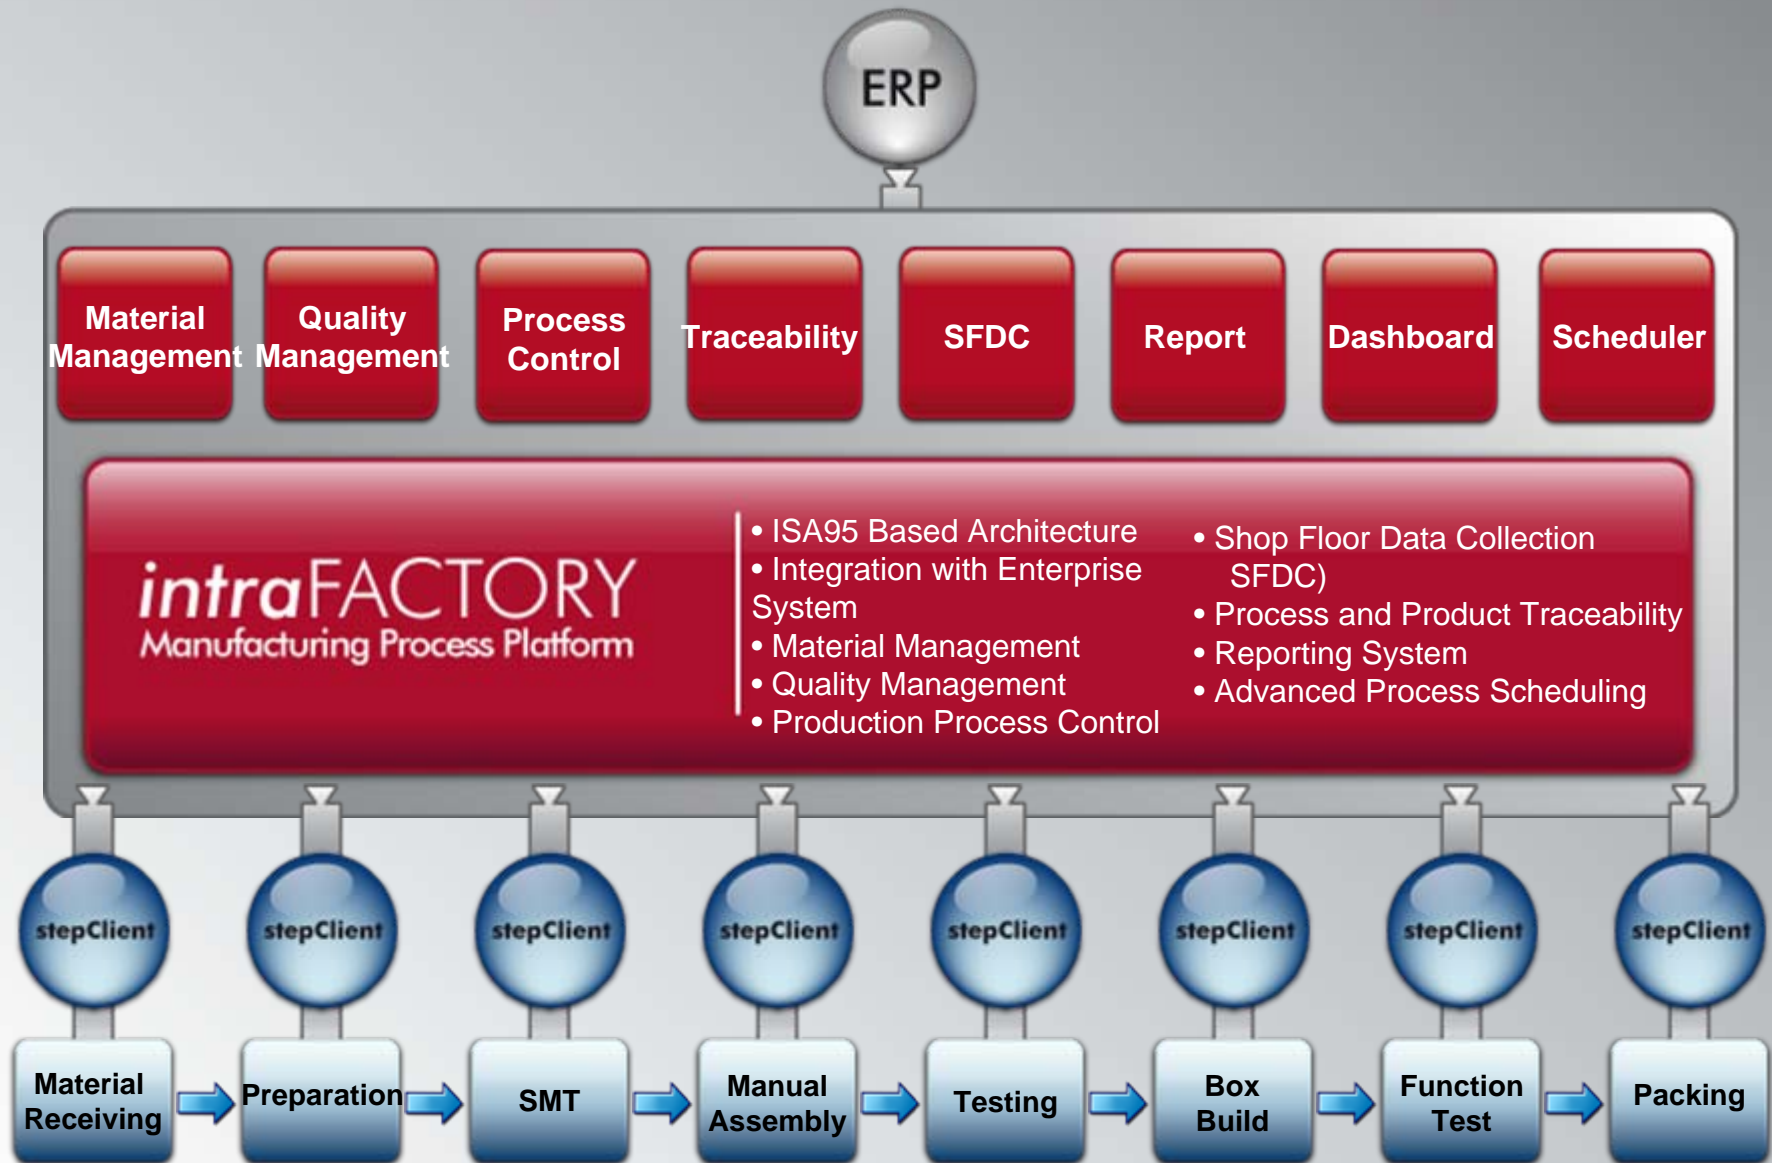 ERP
Material
Management
Quality
Management
Process
Control
Traceability
SFDC
Report
Dashboard
Scheduler
intraFACTORY
Manufacturing Process Platform
• ISA95 Based Architecture
• Integration with Enterprise
System
• Material Management
• Quality Management
• Production Process Control
• Shop Floor Data Collection
SFDC)
• Process and Product Traceability
• Reporting System
• Advanced Process Scheduling
stepClient
stepClient
stepClient
stepClient
stepClient
stepClient
stepClient
stepClient
Material
Receiving
Preparation
SMT
Manual
Assembly
Testing
Box
Build
Function
Test
Packing